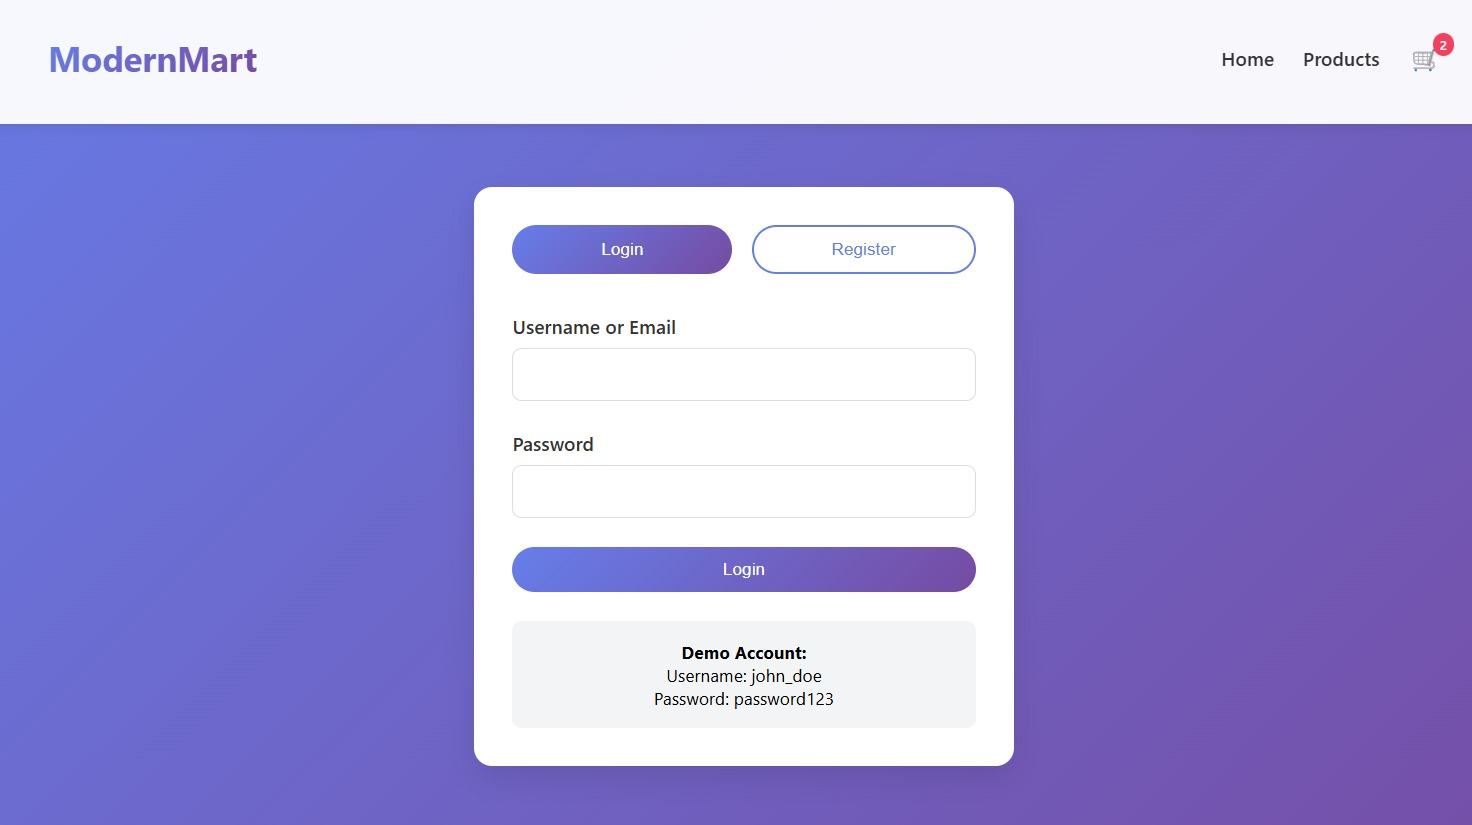 ModernMart
Home
Products
2
Login
Register
Username or Email
Password
Login
Demo Account:
Username: john_doe
Password: password123